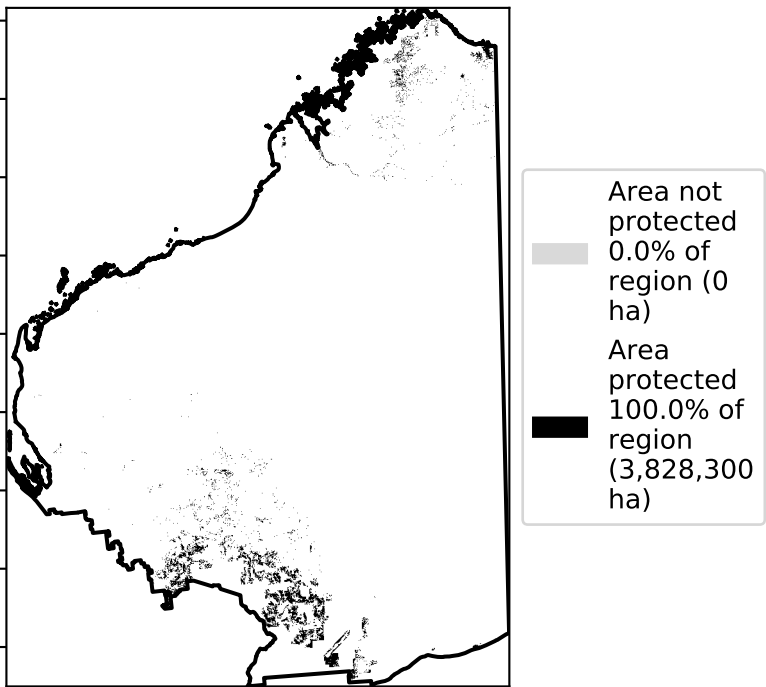 Area not
protected
0.0% of
region (0
ha)
Area
protected
100.0% of
region
(3,828,300
ha)